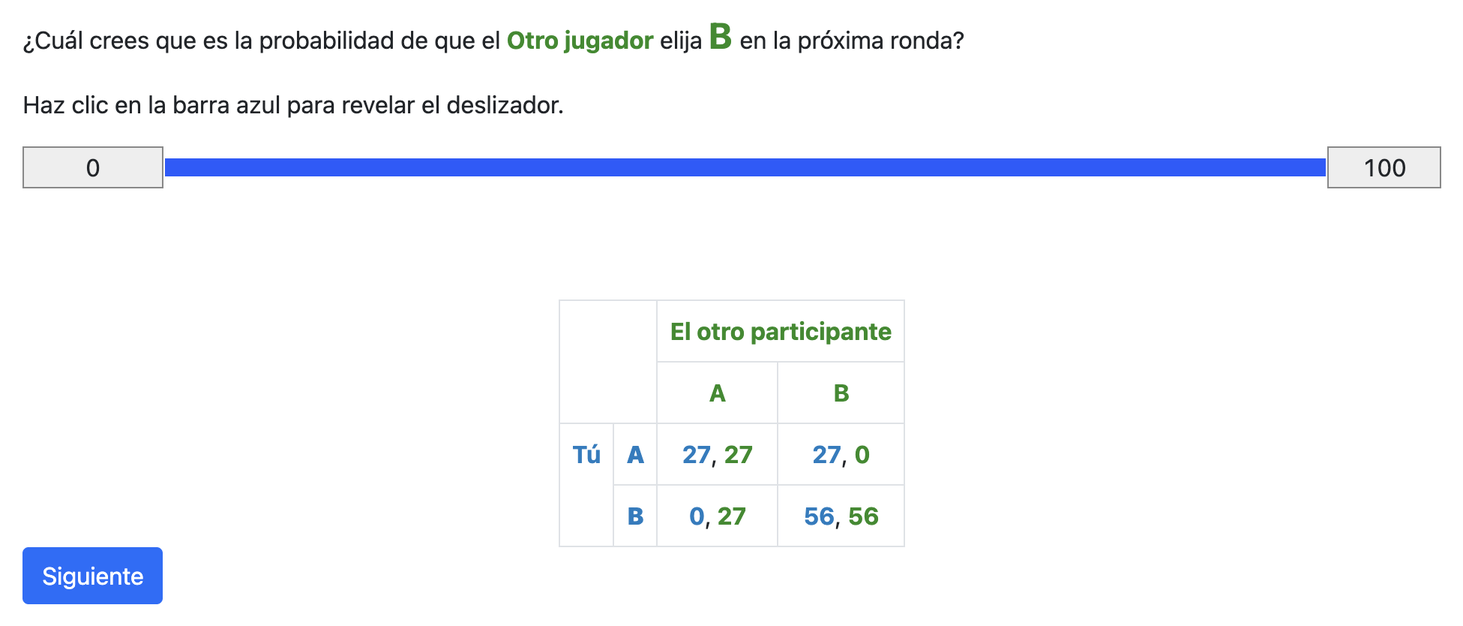 ¿Cuál crees que es la probabilidad de que el Otro jugador elija B en la próxima ronda?
Haz clic en la barra azul para revelar el deslizador.
0 100
El otro participante
A B
Tú A 27, 27 27, 0
B 0, 27 56, 56
Siguiente